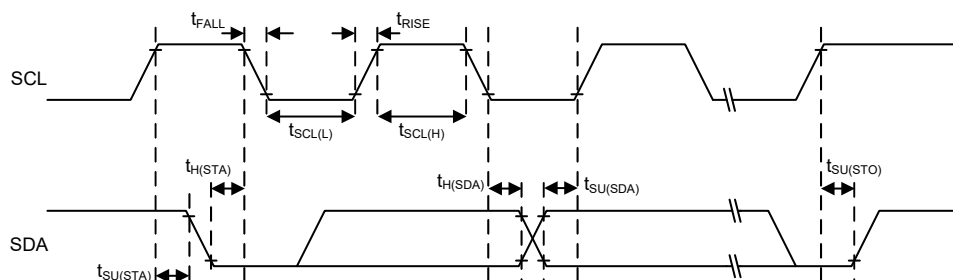 tFALL
tRISE
SCL
tSCL(L)
tSCL(H)
tH(STA)
tH(SDA)
tSU(SDA)
tSU(STO)
SDA
tSU(STA)